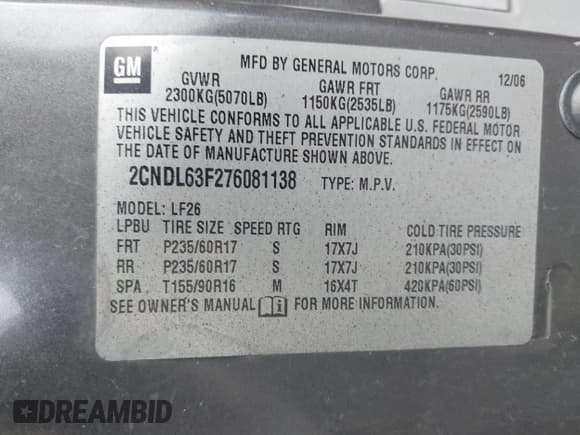 GM
MFD BY GENERAL MOTORS CORP. 12/06
GVWR GAWR FRT GAWR RR
2300KG(5070LB) 1150KG(2535LB) 1175KG(2590LB)
THIS VEHICLE CONFORMS TO ALL APPLICABLE U.S. FEDERAL MOTOR
VEHICLE SAFETY AND THEFT PREVENTION STANDARDS IN EFFECT ON
THE DATE OF MANUFACTURE SHOWN ABOVE.
2CNDL63F276081138 TYPE: M.P.V.
MODEL: LF26
LPBU TIRE SIZE SPEED RTG RIM COLD TIRE PRESSURE
FRT P235/60R17 S 17X7J 210KPA(30PSI)
RR P235/60R17 S 17X7J 210KPA(30PSI)
SPA T155/90R16 M 16X4T 420KPA(60PSI)
SEE OWNER'S MANUAL FOR MORE INFORMATION.
DREAMBID